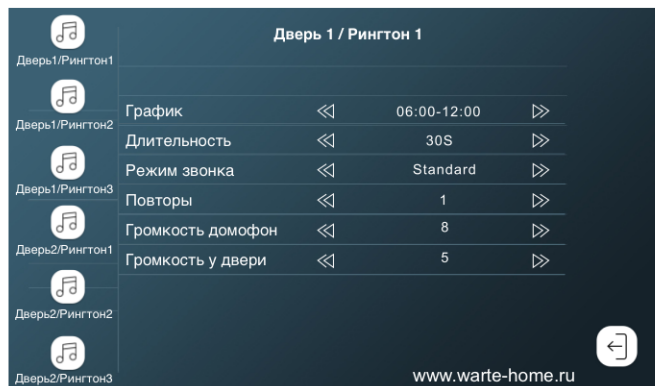 Дверь 1 / Рингтон 1
Дверь1/Рингтон1
Дверь1/Рингтон2
Дверь1/Рингтон3
Дверь2/Рингтон1
Дверь2/Рингтон2
Дверь2/Рингтон3
График 06:00-12:00
Длительность 30S
Режим звонка Standard
Повторы 1
Громкость домофон 8
Громкость у двери 5
www.warte-home.ru